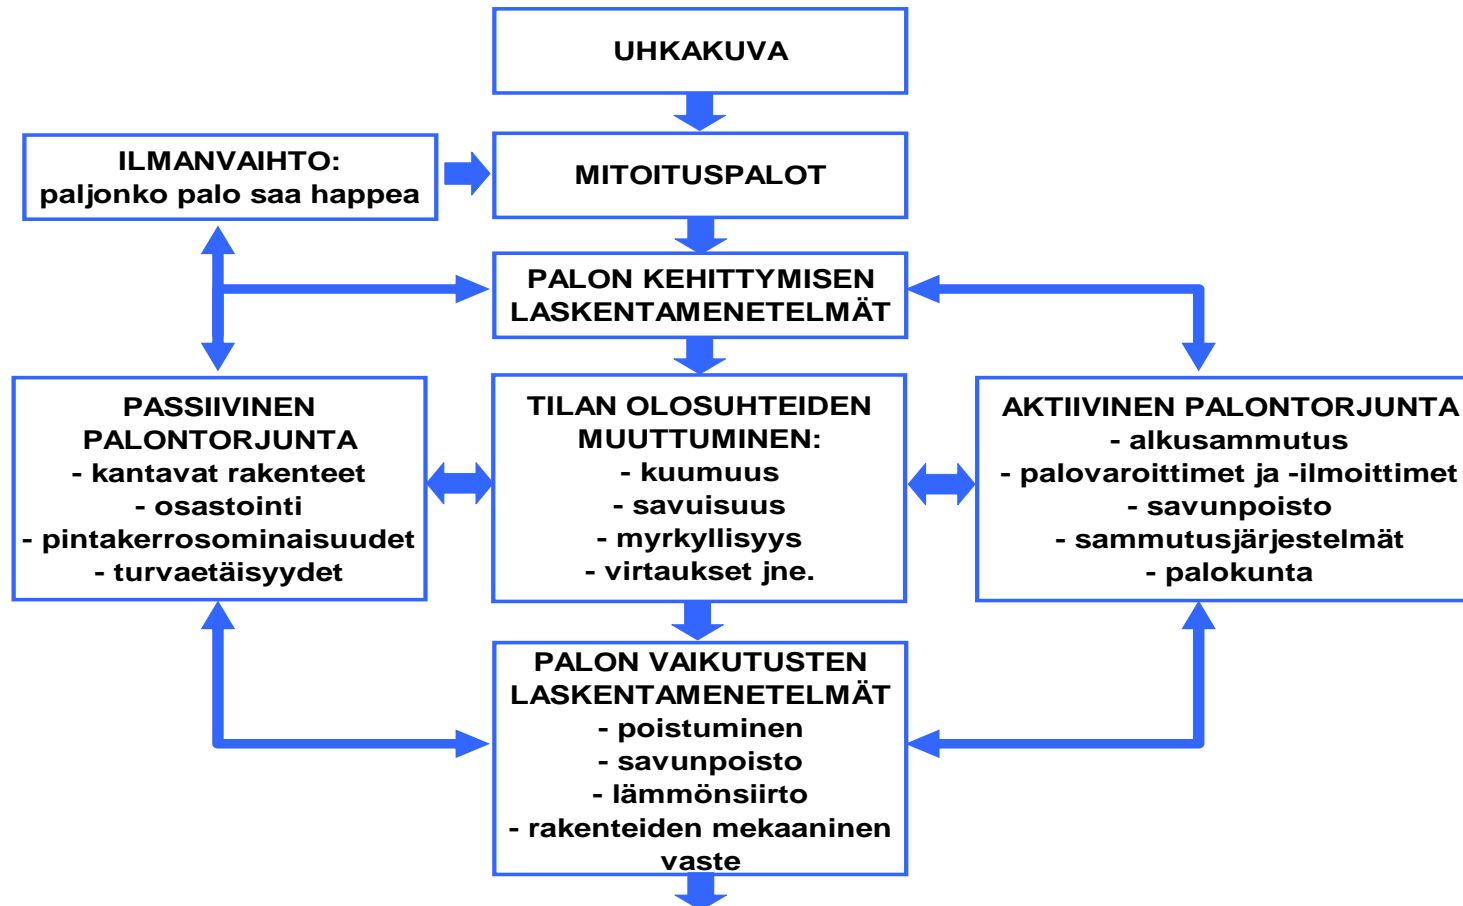 UHKAKUVA
ILMANVAIHTO:
paljonko palo saa happea
MITOITUSPALOT
PALON KEHITTYMISEN
LASKENTAMENETELMÄT
PASSIIVINEN
PALONTORJUNTA
- kantavat rakenteet
- osastointi
- pintakerrosominaisuudet
- turvaetäisyydet
TILAN OLOSUHTEIDEN
MUUTTUMINEN:
- kuumuus
- savuisuus
- myrkyllisyys
- virtaukset jne.
AKTIIVINEN PALONTORJUNTA
- alkusammutus
- palovaroittimet ja -ilmoittimet
- savunpoisto
- sammutusjärjestelmät
- palokunta
PALON VAIKUTUSTEN
LASKENTAMENETELMÄT
- poistuminen
- savunpoisto
- lämmönsiirto
- rakenteiden mekaaninen
vaste